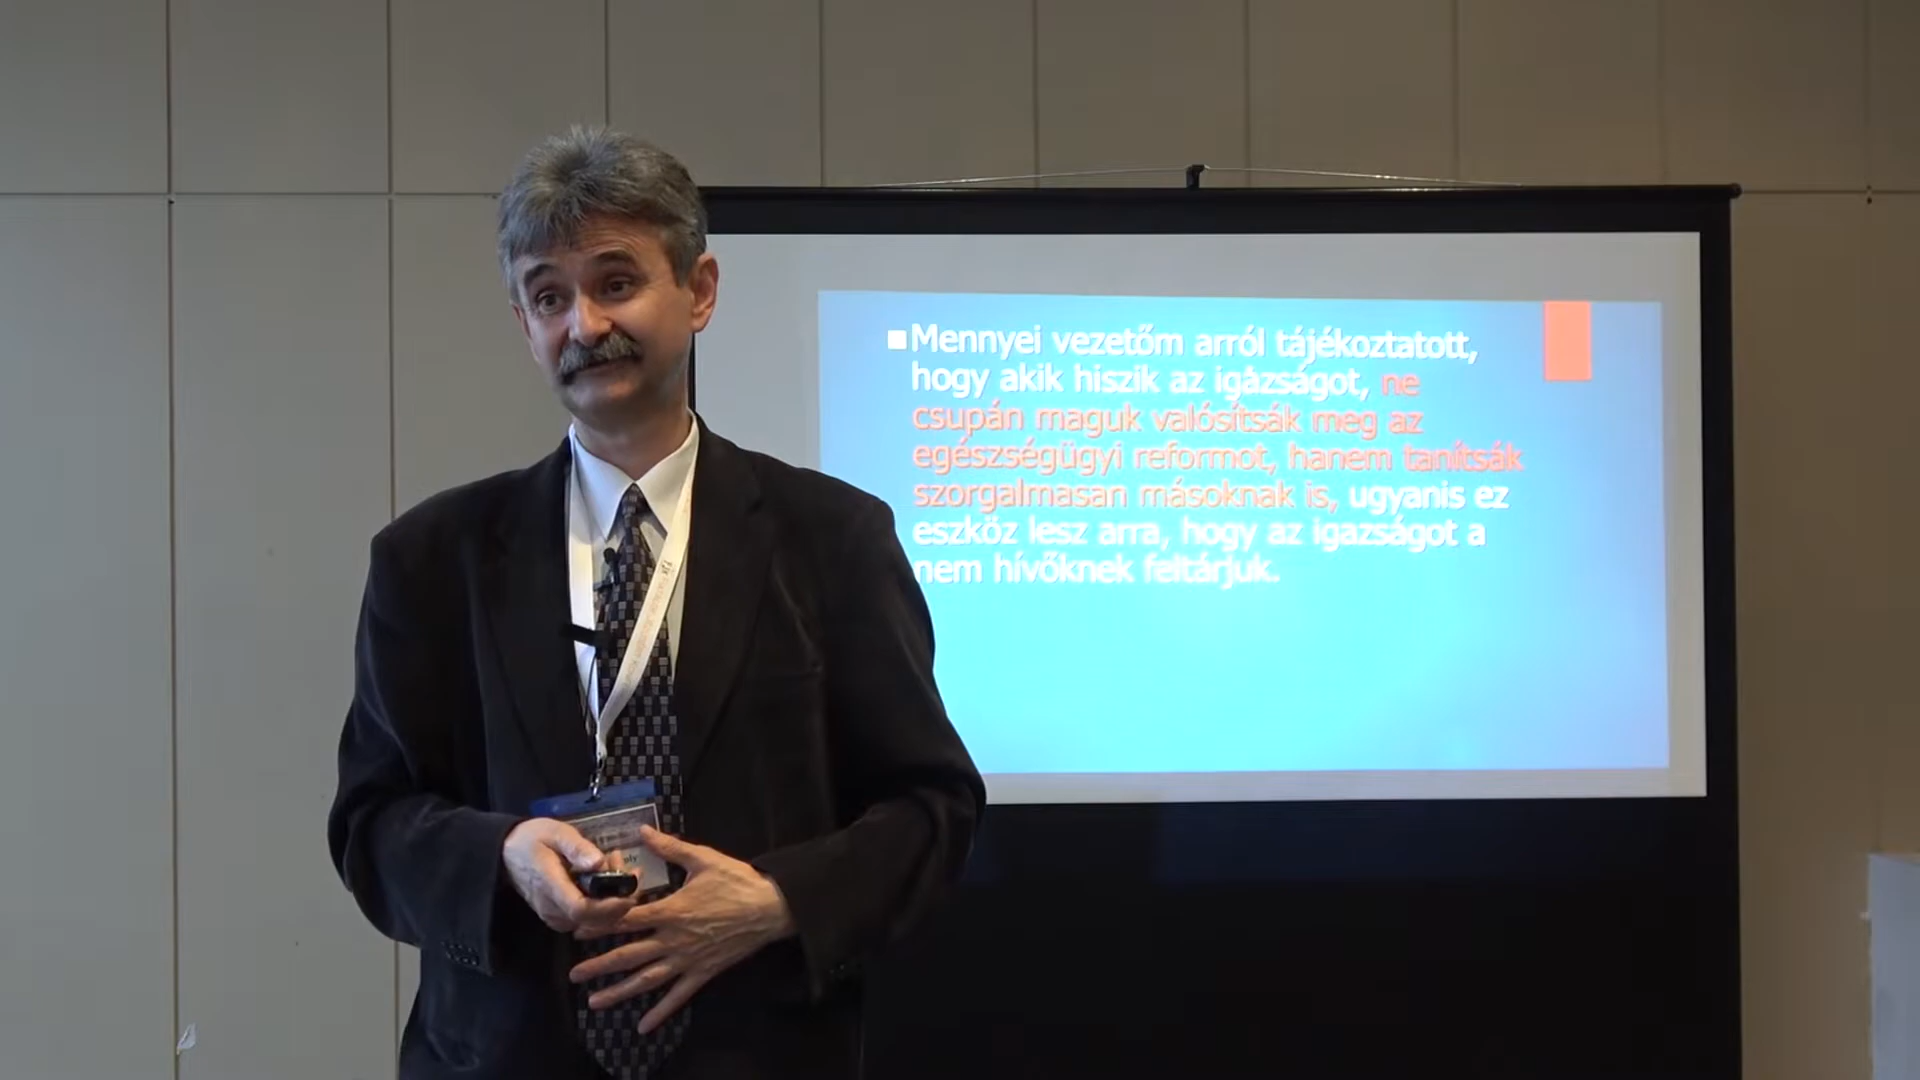 Mennyei vezetőm arról tájékoztatott,
hogy akik hiszik az igazságot, ne
csupán maguk valósítsák meg az
egészségügyi reformot, hanem tanítsák
szorgalmasan másoknak is, ugyanis ez
eszköz lesz arra, hogy az igazságot a
nem hívőknek feltárjuk.